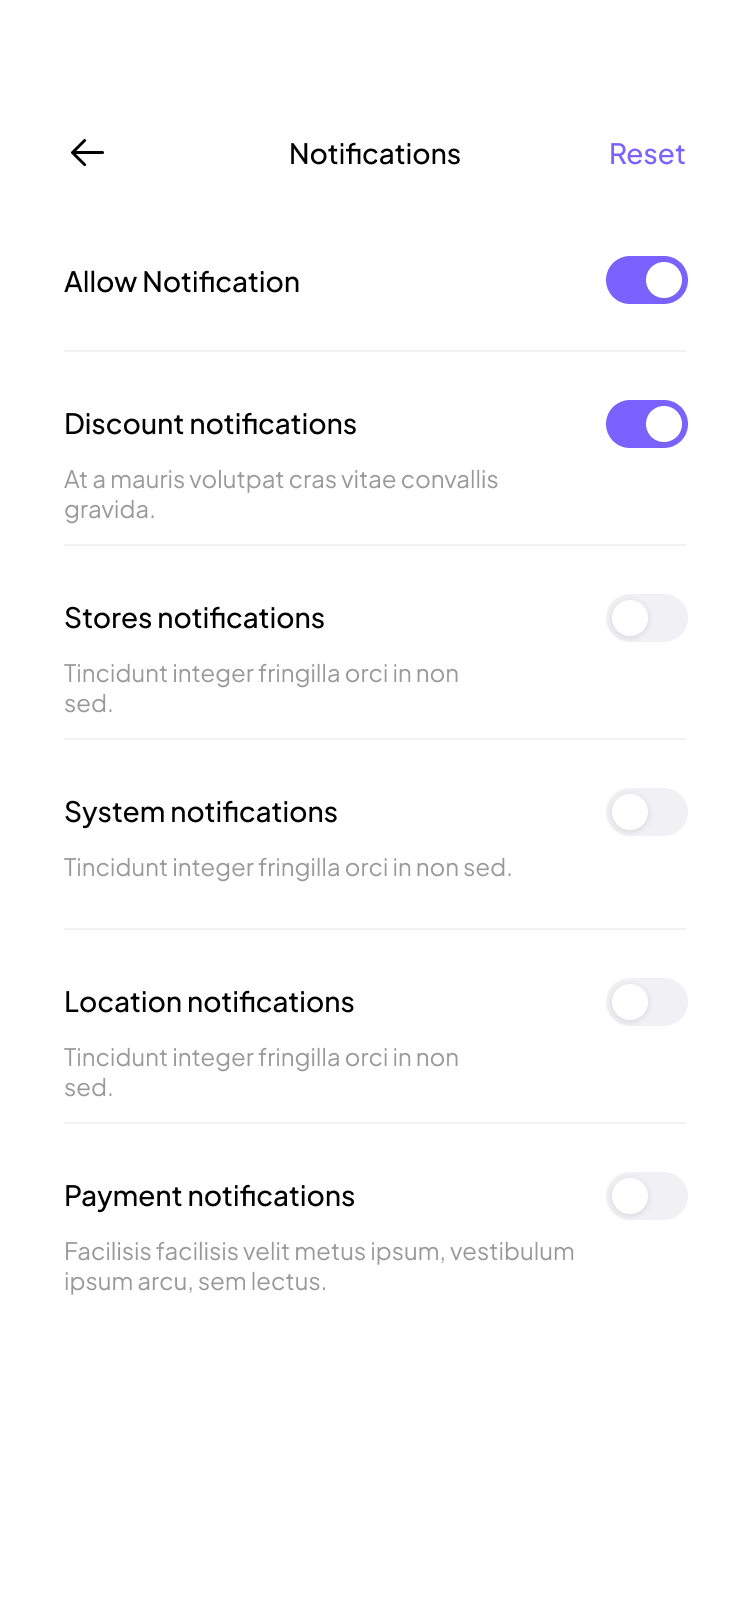 Notifications
Reset
Allow Notification
Discount notifications
At a mauris volutpat cras vitae convallis
gravida.
Stores notifications
Tincidunt integer fringilla orci in non
sed.
System notifications
Tincidunt integer fringilla orci in non sed.
Location notifications
Tincidunt integer fringilla orci in non
sed.
Payment notifications
Facilisis facilisis velit metus ipsum, vestibulum
ipsum arcu, sem lectus.